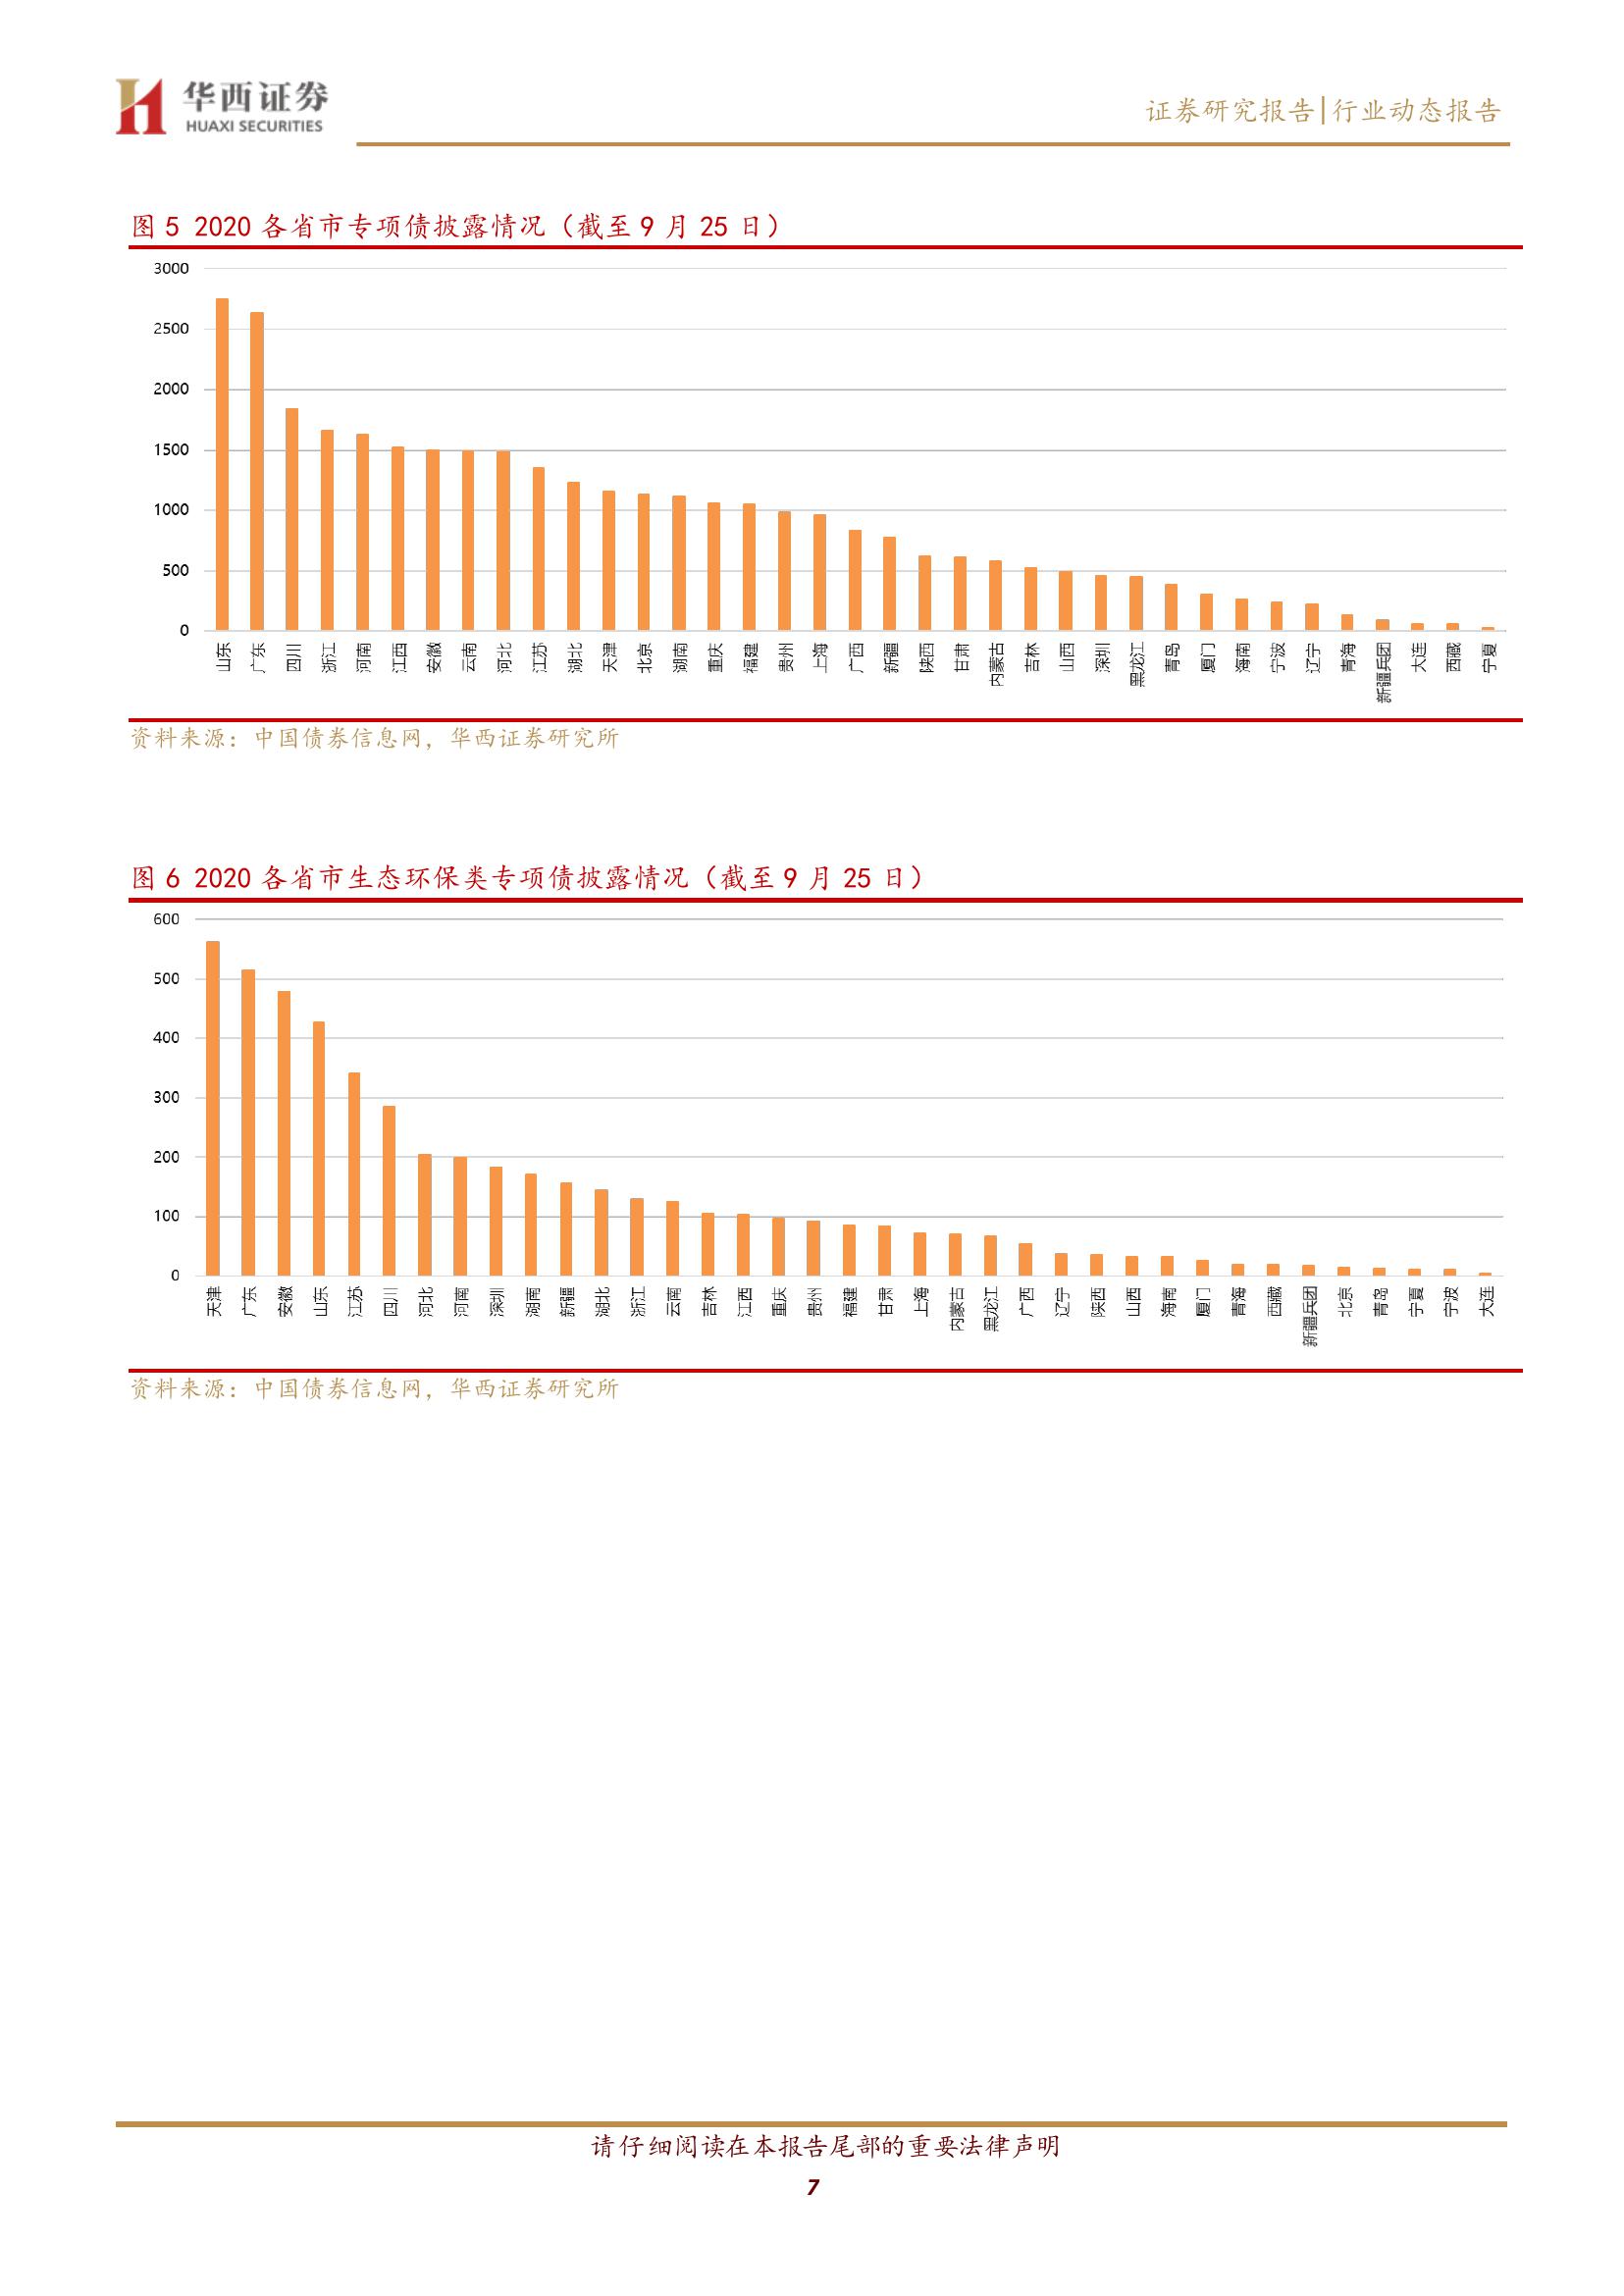 华西证券
HUAXI SECURITIES
证券研究报告|行业动态报告
图 5 2020 各省市专项债披露情况（截至 9 月 25 日）
3000
2500
2000
1500
1000
500
0
山东 广东 四川 浙江 河南 江西 安徽 云南 河北 江苏 湖北 天津 北京 湖南 重庆 福建 贵州 上海 广西 新疆 陕西 甘肃 内蒙古 吉林 山西 深圳 黑龙江 青岛 厦门 海南 宁波 辽宁 青海 新疆兵团 大连 西藏 宁夏
资料来源：中国债券信息网，华西证券研究所
图 6 2020 各省市生态环保类专项债披露情况（截至 9 月 25 日）
600
500
400
300
200
100
0
天津 广东 安徽 山东 江苏 四川 河北 河南 深圳 湖南 新疆 湖北 浙江 云南 吉林 江西 重庆 贵州 福建 甘肃 上海 内蒙古 黑龙江 广西 辽宁 陕西 山西 海南 厦门 青海 西藏 新疆兵团 北京 青岛 宁夏 宁波 大连
资料来源：中国债券信息网，华西证券研究所
请仔细阅读在本报告尾部的重要法律声明
7